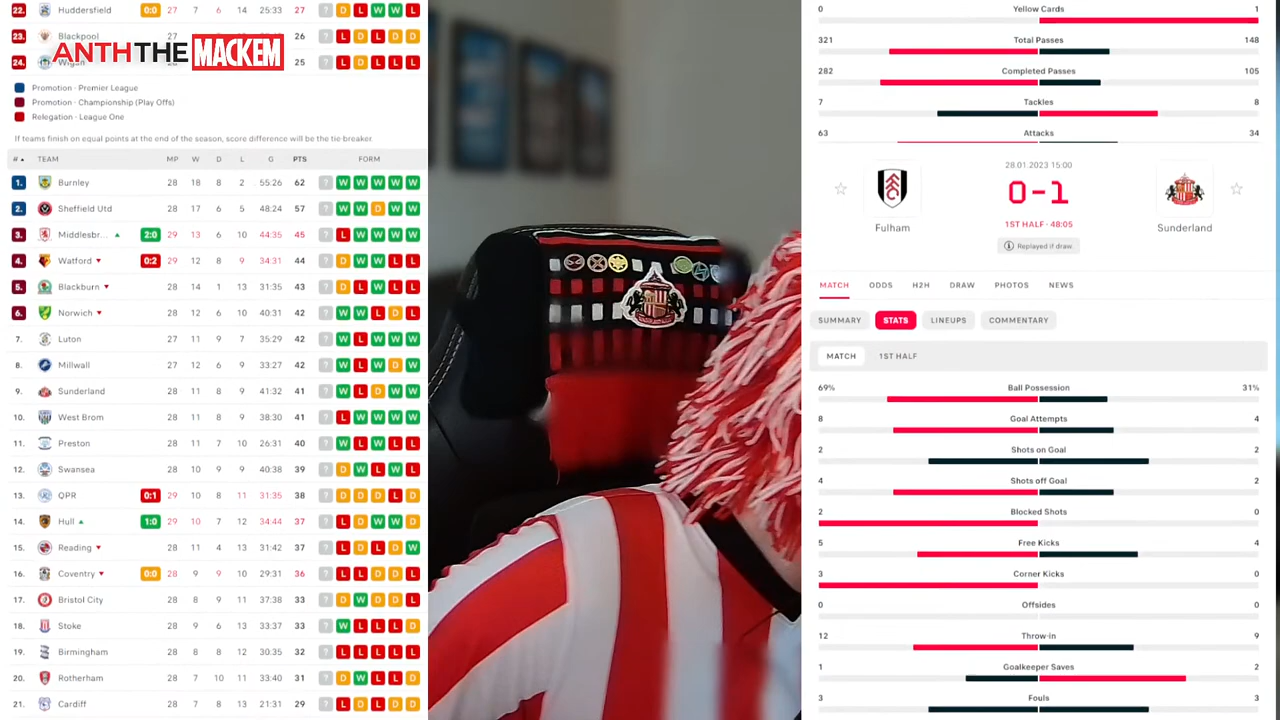 22. Huddersfield 0:0 27 7 6 14 25:33 27 ? D L W W L
23. Blackpool 27 26 ? L D L D D
ANTHTHEMACKEM
24. Wigan 25 ? L D L L L
Promotion - Premier League
Promotion - Championship (Play Offs)
Relegation - League One
If teams finish on equal points at the end of the season, score difference will be the tie-breaker.
# TEAM MP W D L G PTS FORM
1. Burnley 28 18 8 2 55:26 62 ? W W W W W
2. Sheffield Utd 28 17 6 5 48:24 57 ? W W D W W
3. Middlesbr... 2:0 29 13 6 10 44:35 45 ? L W W W W
4. Watford 0:2 29 12 8 9 34:31 44 ? D W W L L
5. Blackburn 28 14 1 13 31:35 43 ? D L W L L
6. Norwich 28 12 6 10 40:31 42 ? W W L D L
7. Luton 27 11 9 7 35:29 42 ? W L W W W
8. Millwall 27 12 6 9 33:27 42 ? W L W D W
9. Sunderland 28 11 8 9 41:32 41 ? W L D W W
10. West Brom 28 11 8 9 38:30 41 ? L W W W W
11. Preston 28 11 7 10 26:31 40 ? W L W L L
12. Swansea 28 10 9 9 40:38 39 ? D W L W L
13. QPR 0:1 29 10 8 11 31:35 38 ? D D D L D
14. Hull 1:0 29 10 7 12 34:44 37 ? L D W W D
15. Reading 28 11 4 13 31:42 37 ? L D L D W
16. Coventry 0:0 28 9 9 10 29:31 36 ? L L D D L
17. Bristol City 28 8 9 11 37:38 33 ? D W D D L
18. Stoke 28 9 6 13 33:37 33 ? W L L L D
19. Birmingham 28 8 8 12 30:35 32 ? L L L L L
20. Rotherham 28 7 10 11 33:40 31 ? D W L L D
21. Cardiff 28 7 8 13 21:31 29 ? L D L D D
0 Yellow Cards 1
321 Total Passes 148
282 Completed Passes 105
7 Tackles 8
63 Attacks 34
28.01.2023 15:00
0-1
1ST HALF - 48:05
Fulham Sunderland
Replayed if draw.
MATCH ODDS H2H DRAW PHOTOS NEWS
SUMMARY STATS LINEUPS COMMENTARY
MATCH 1ST HALF
69% Ball Possession 31%
8 Goal Attempts 4
2 Shots on Goal 2
4 Shots off Goal 2
2 Blocked Shots 0
5 Free Kicks 4
3 Corner Kicks 0
0 Offsides 0
12 Throw-in 9
1 Goalkeeper Saves 2
3 Fouls 3